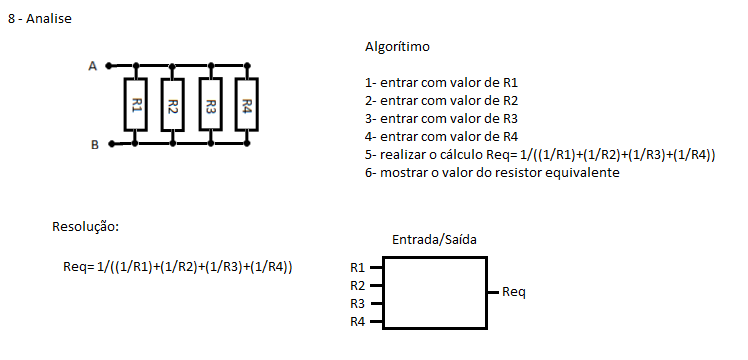 8 - Analise
A
R1
R2
R3
R4
B
Algorítimo
1- entrar com valor de R1
2- entrar com valor de R2
3- entrar com valor de R3
4- entrar com valor de R4
5- realizar o cálculo Req= 1/((1/R1)+(1/R2)+(1/R3)+(1/R4))
6- mostrar o valor do resistor equivalente
Resolução:
Req= 1/((1/R1)+(1/R2)+(1/R3)+(1/R4))
Entrada/Saída
R1
R2
R3
R4
Req